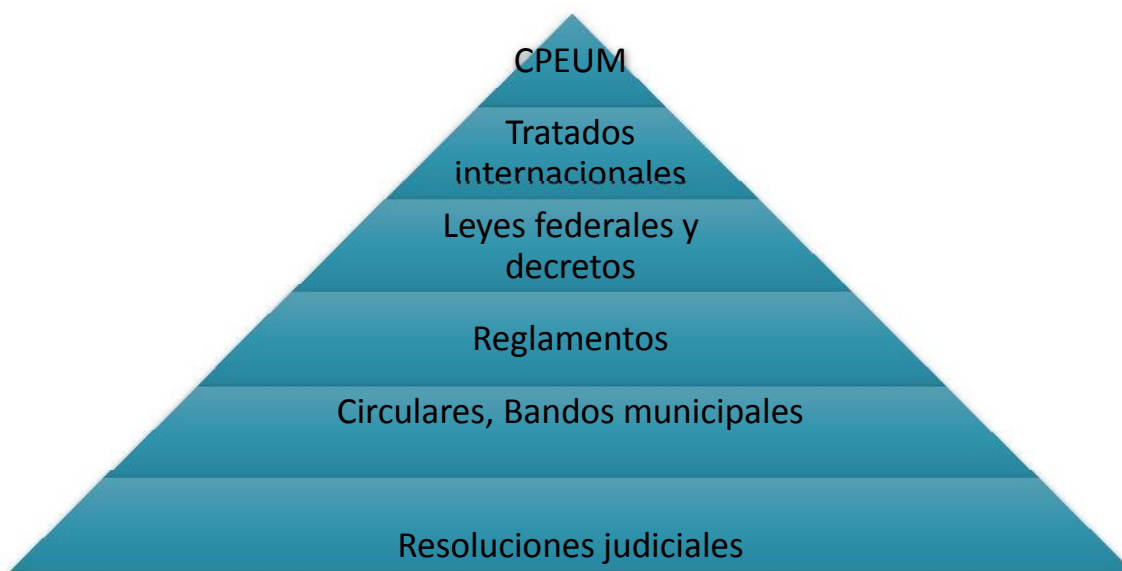 CPEUM
Tratados
internacionales
Leyes federales y
decretos
Reglamentos
Circulares, Bandos municipales
Resoluciones judiciales